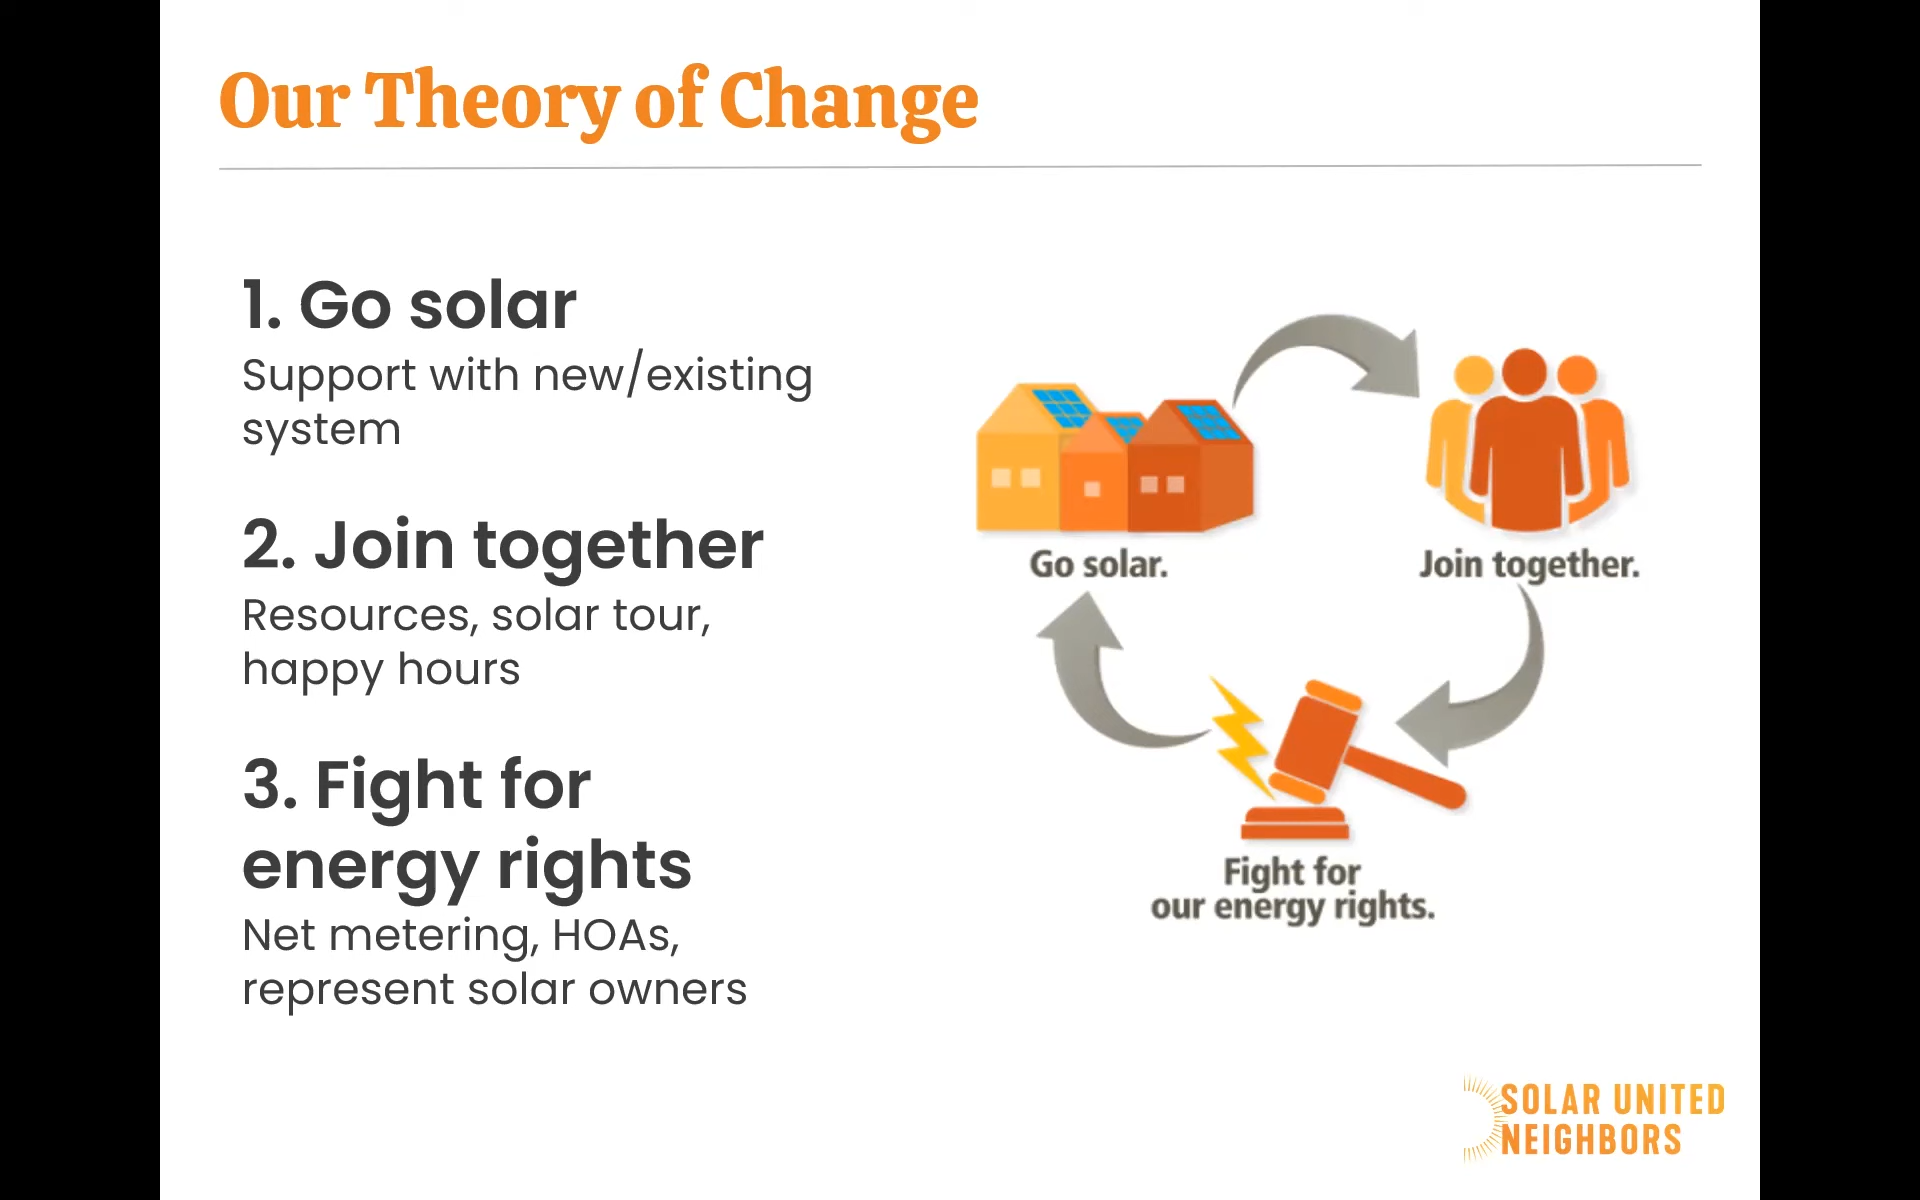 Our Theory of Change
1. Go solar
Support with new/existing
system
2. Join together
Resources, solar tour,
happy hours
3. Fight for
energy rights
Net metering, HOAs,
represent solar owners
Go solar.
Join together.
Fight for
our energy rights.
SOLAR UNITED
NEIGHBORS